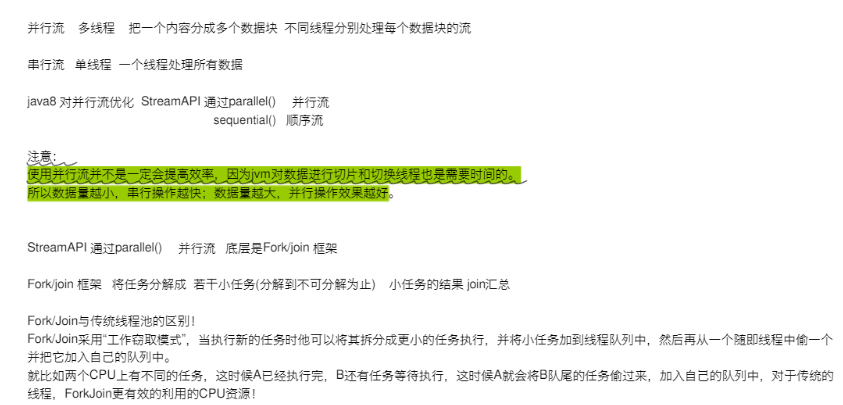 并行流 多线程 把一个内容分成多个数据块 不同线程分别处理每个数据块的流
串行流 单线程 一个线程处理所有数据
java8 对并行流优化 StreamAPI 通过parallel() 并行流
sequential() 顺序流
注意：
使用并行流并不是一定会提高效率，因为jvm对数据进行切片和切换线程也是需要时间的。
所以数据量越小，串行操作越快；数据量越大，并行操作效果越好。
StreamAPI 通过parallel() 并行流 底层是Fork/join 框架
Fork/join 框架 将任务分解成 若干小任务(分解到不可分解为止) 小任务的结果 join汇总
Fork/Join与传统线程池的区别！
Fork/Join采用“工作窃取模式”，当执行新的任务时他可以将其拆分成更小的任务执行，并将小任务加到线程队列中，然后再从一个随即线程中偷一个
并把它加入自己的队列中。
就比如两个CPU上有不同的任务，这时候A已经执行完，B还有任务等待执行，这时候A就会将B队尾的任务偷过来，加入自己的队列中，对于传统的
线程，ForkJoin更有效的利用的CPU资源！